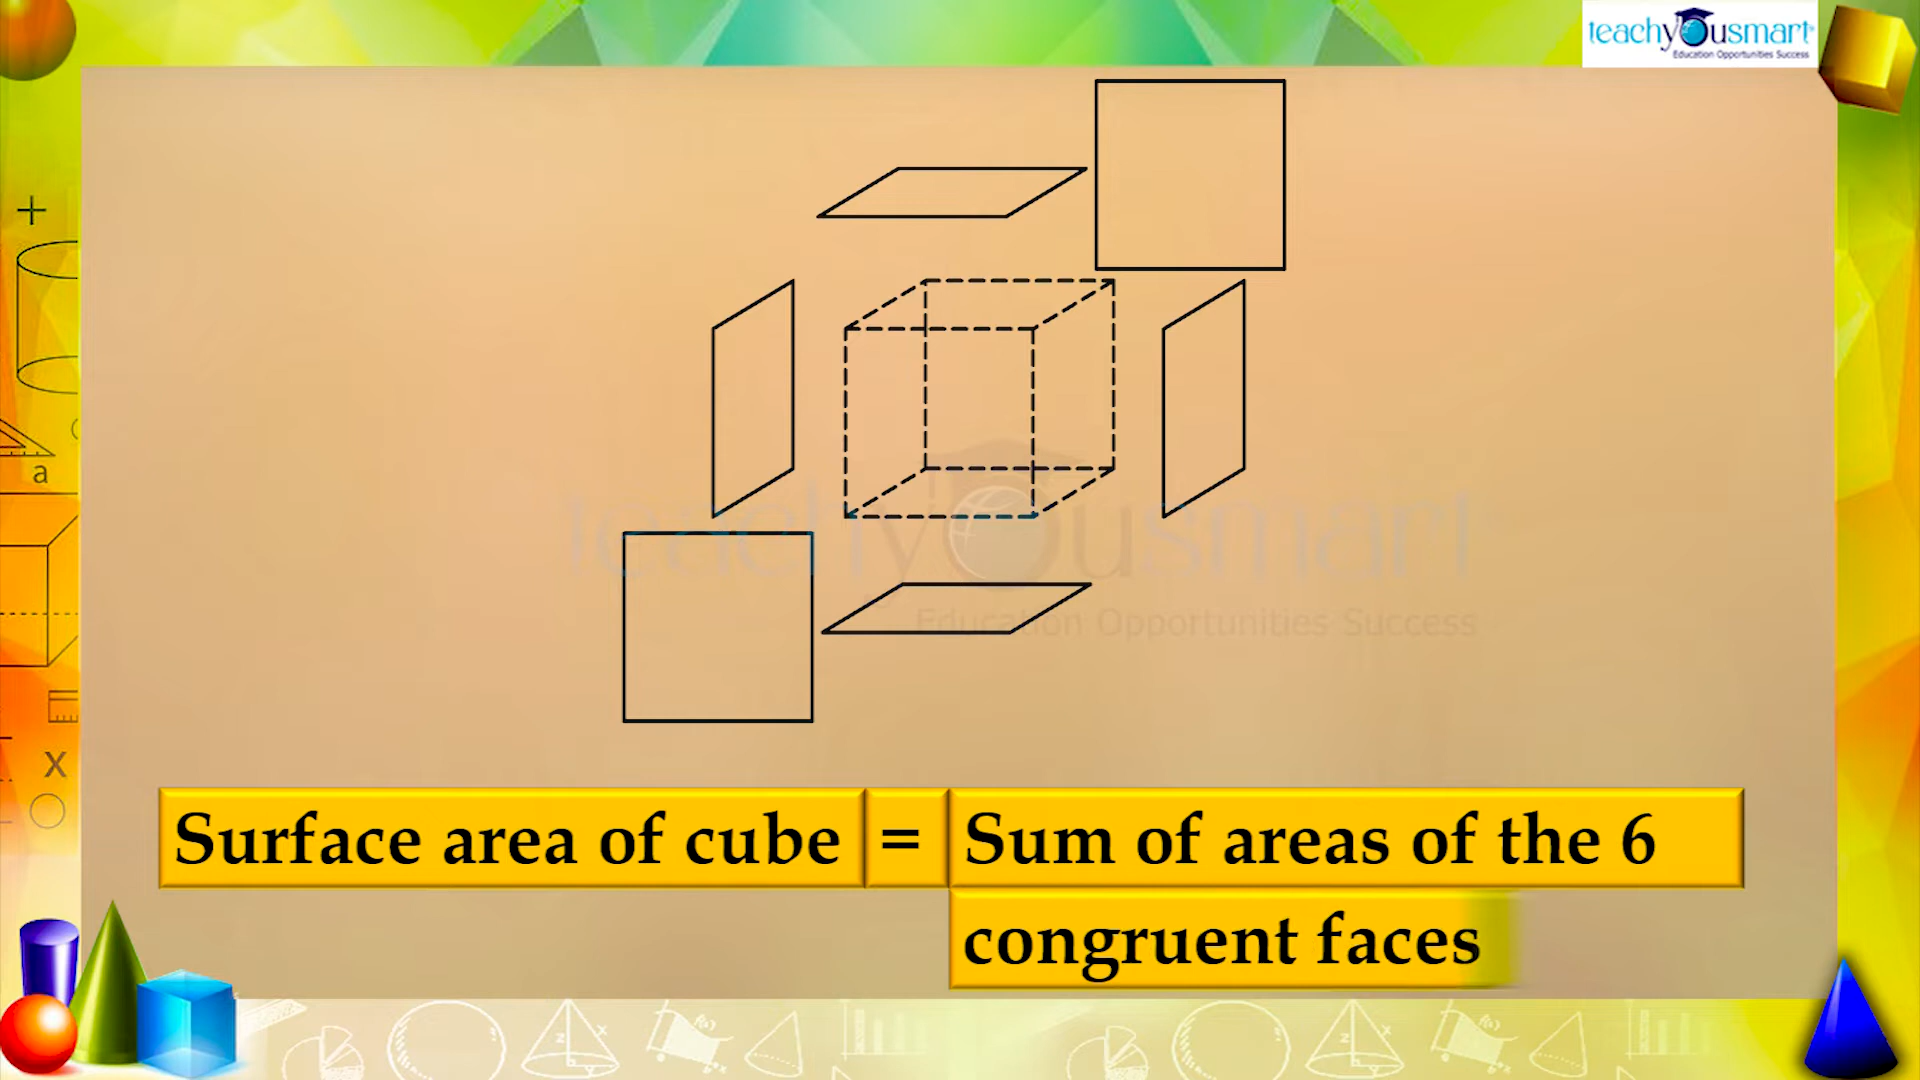 teachyousmart
Education Opportunities Success
+
a
teachyousmart
Education Opportunities Success
x
Surface area of cube = Sum of areas of the 6
congruent faces
z x
f(x)
x
z x
f(x)
x